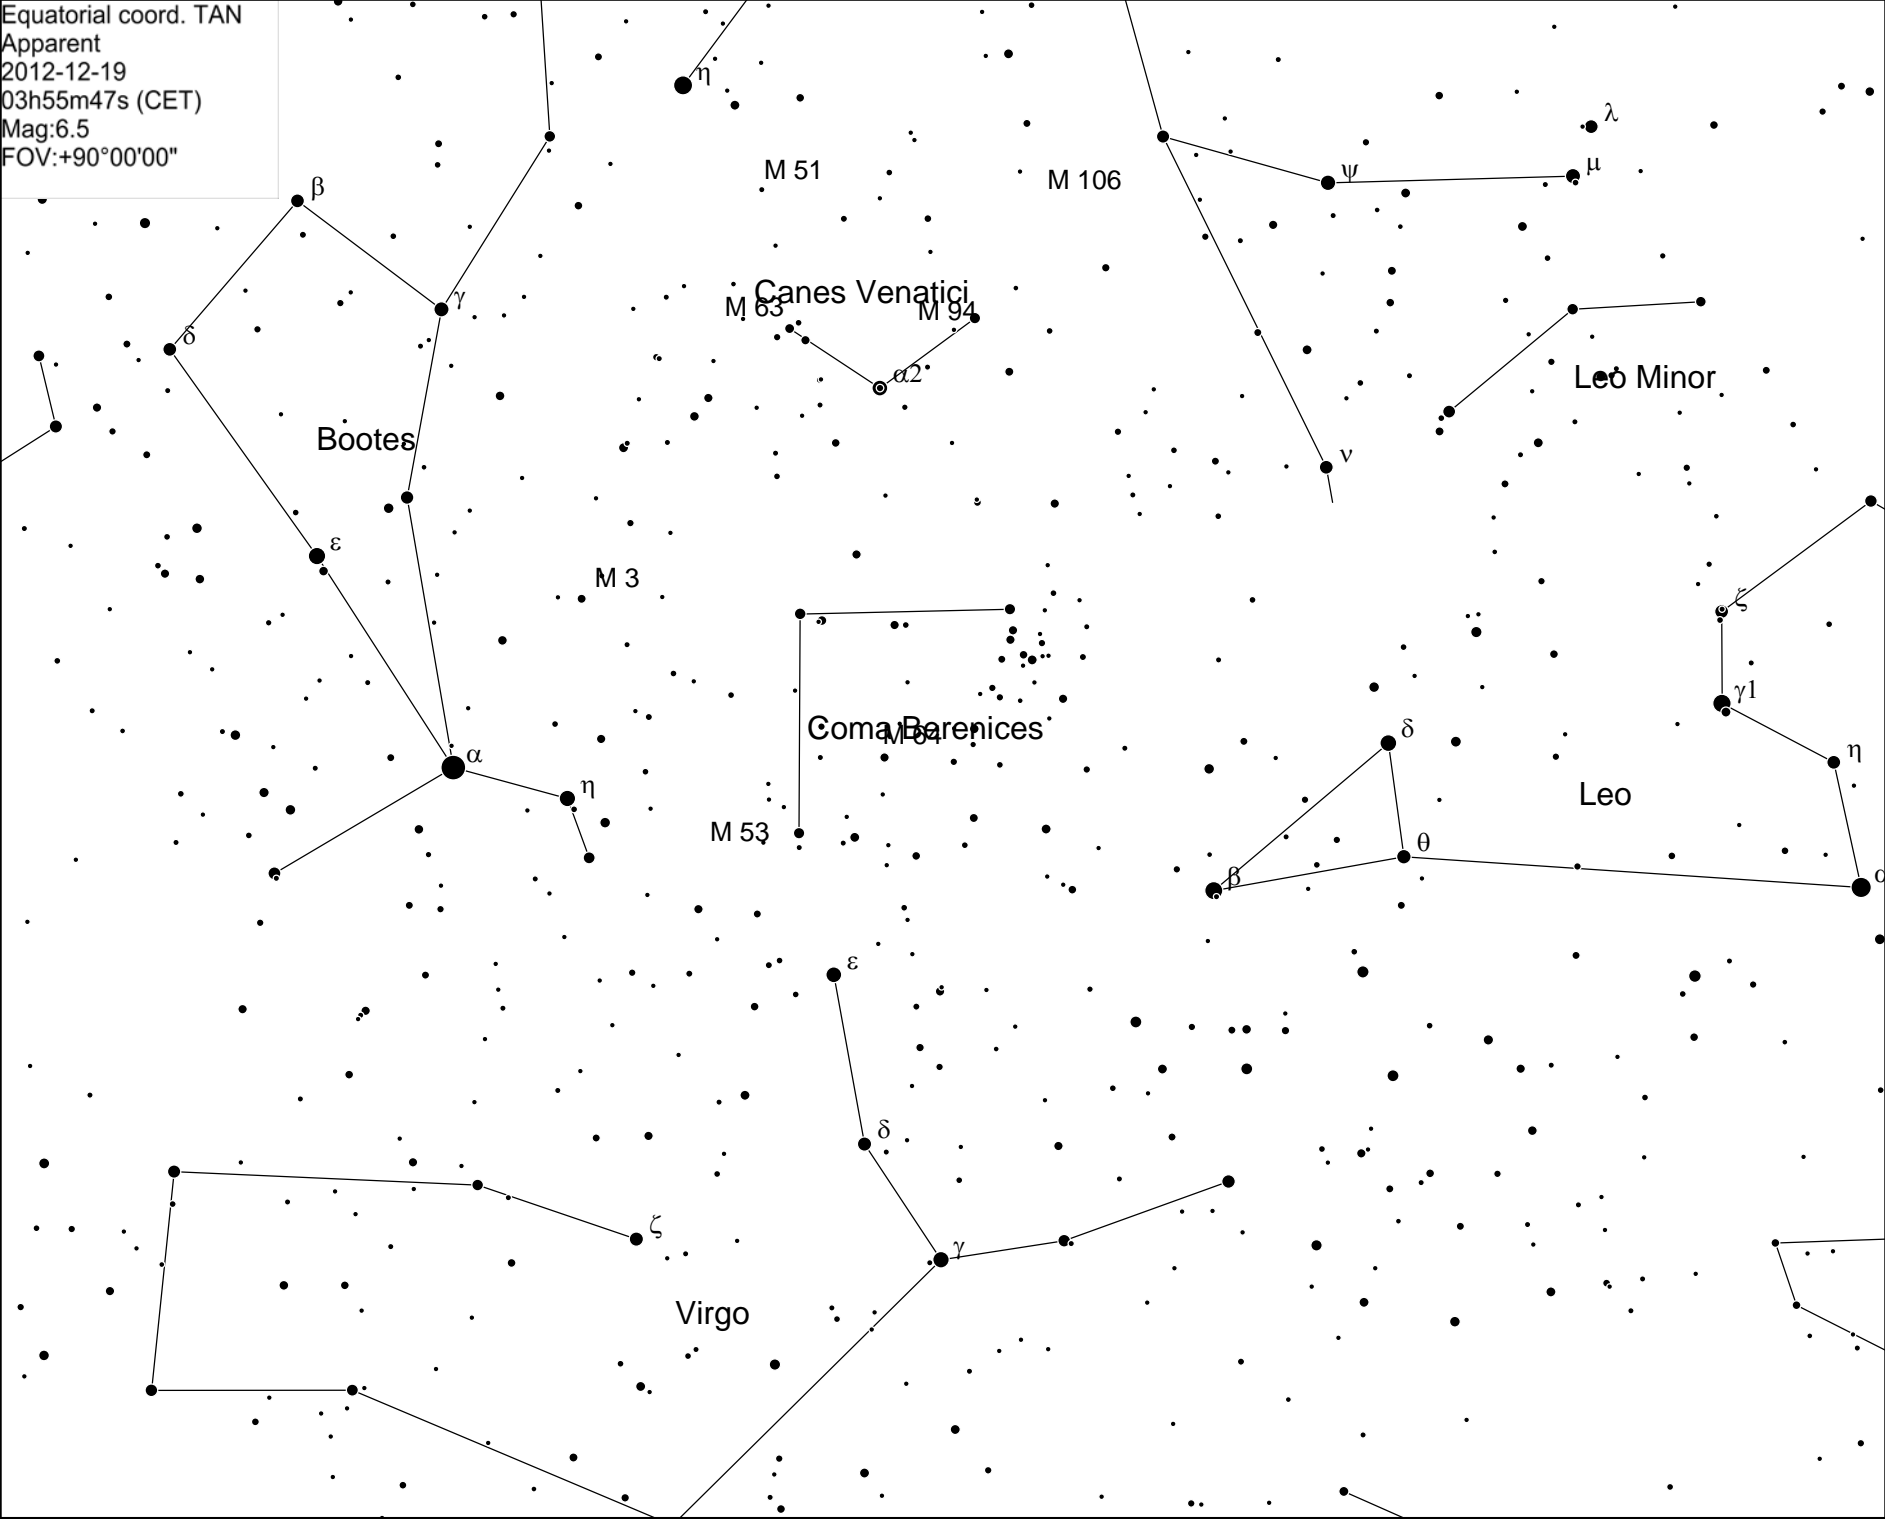 Equatorial coord. TAN
Apparent
2012-12-19
03h55m47s (CET)
Mag:6.5
FOV:+90°00'00"
η
λ
μ
ψ
M 51
M 106
β
γ
δ
Canes Venatici
M 63
M 94
α2
Leo Minor
Bootes
ν
ε
M 3
ζ
γ1
Coma Berenices
M 64
δ
η
α
η
Leo
M 53
θ
β
α
ε
δ
ζ
γ
Virgo